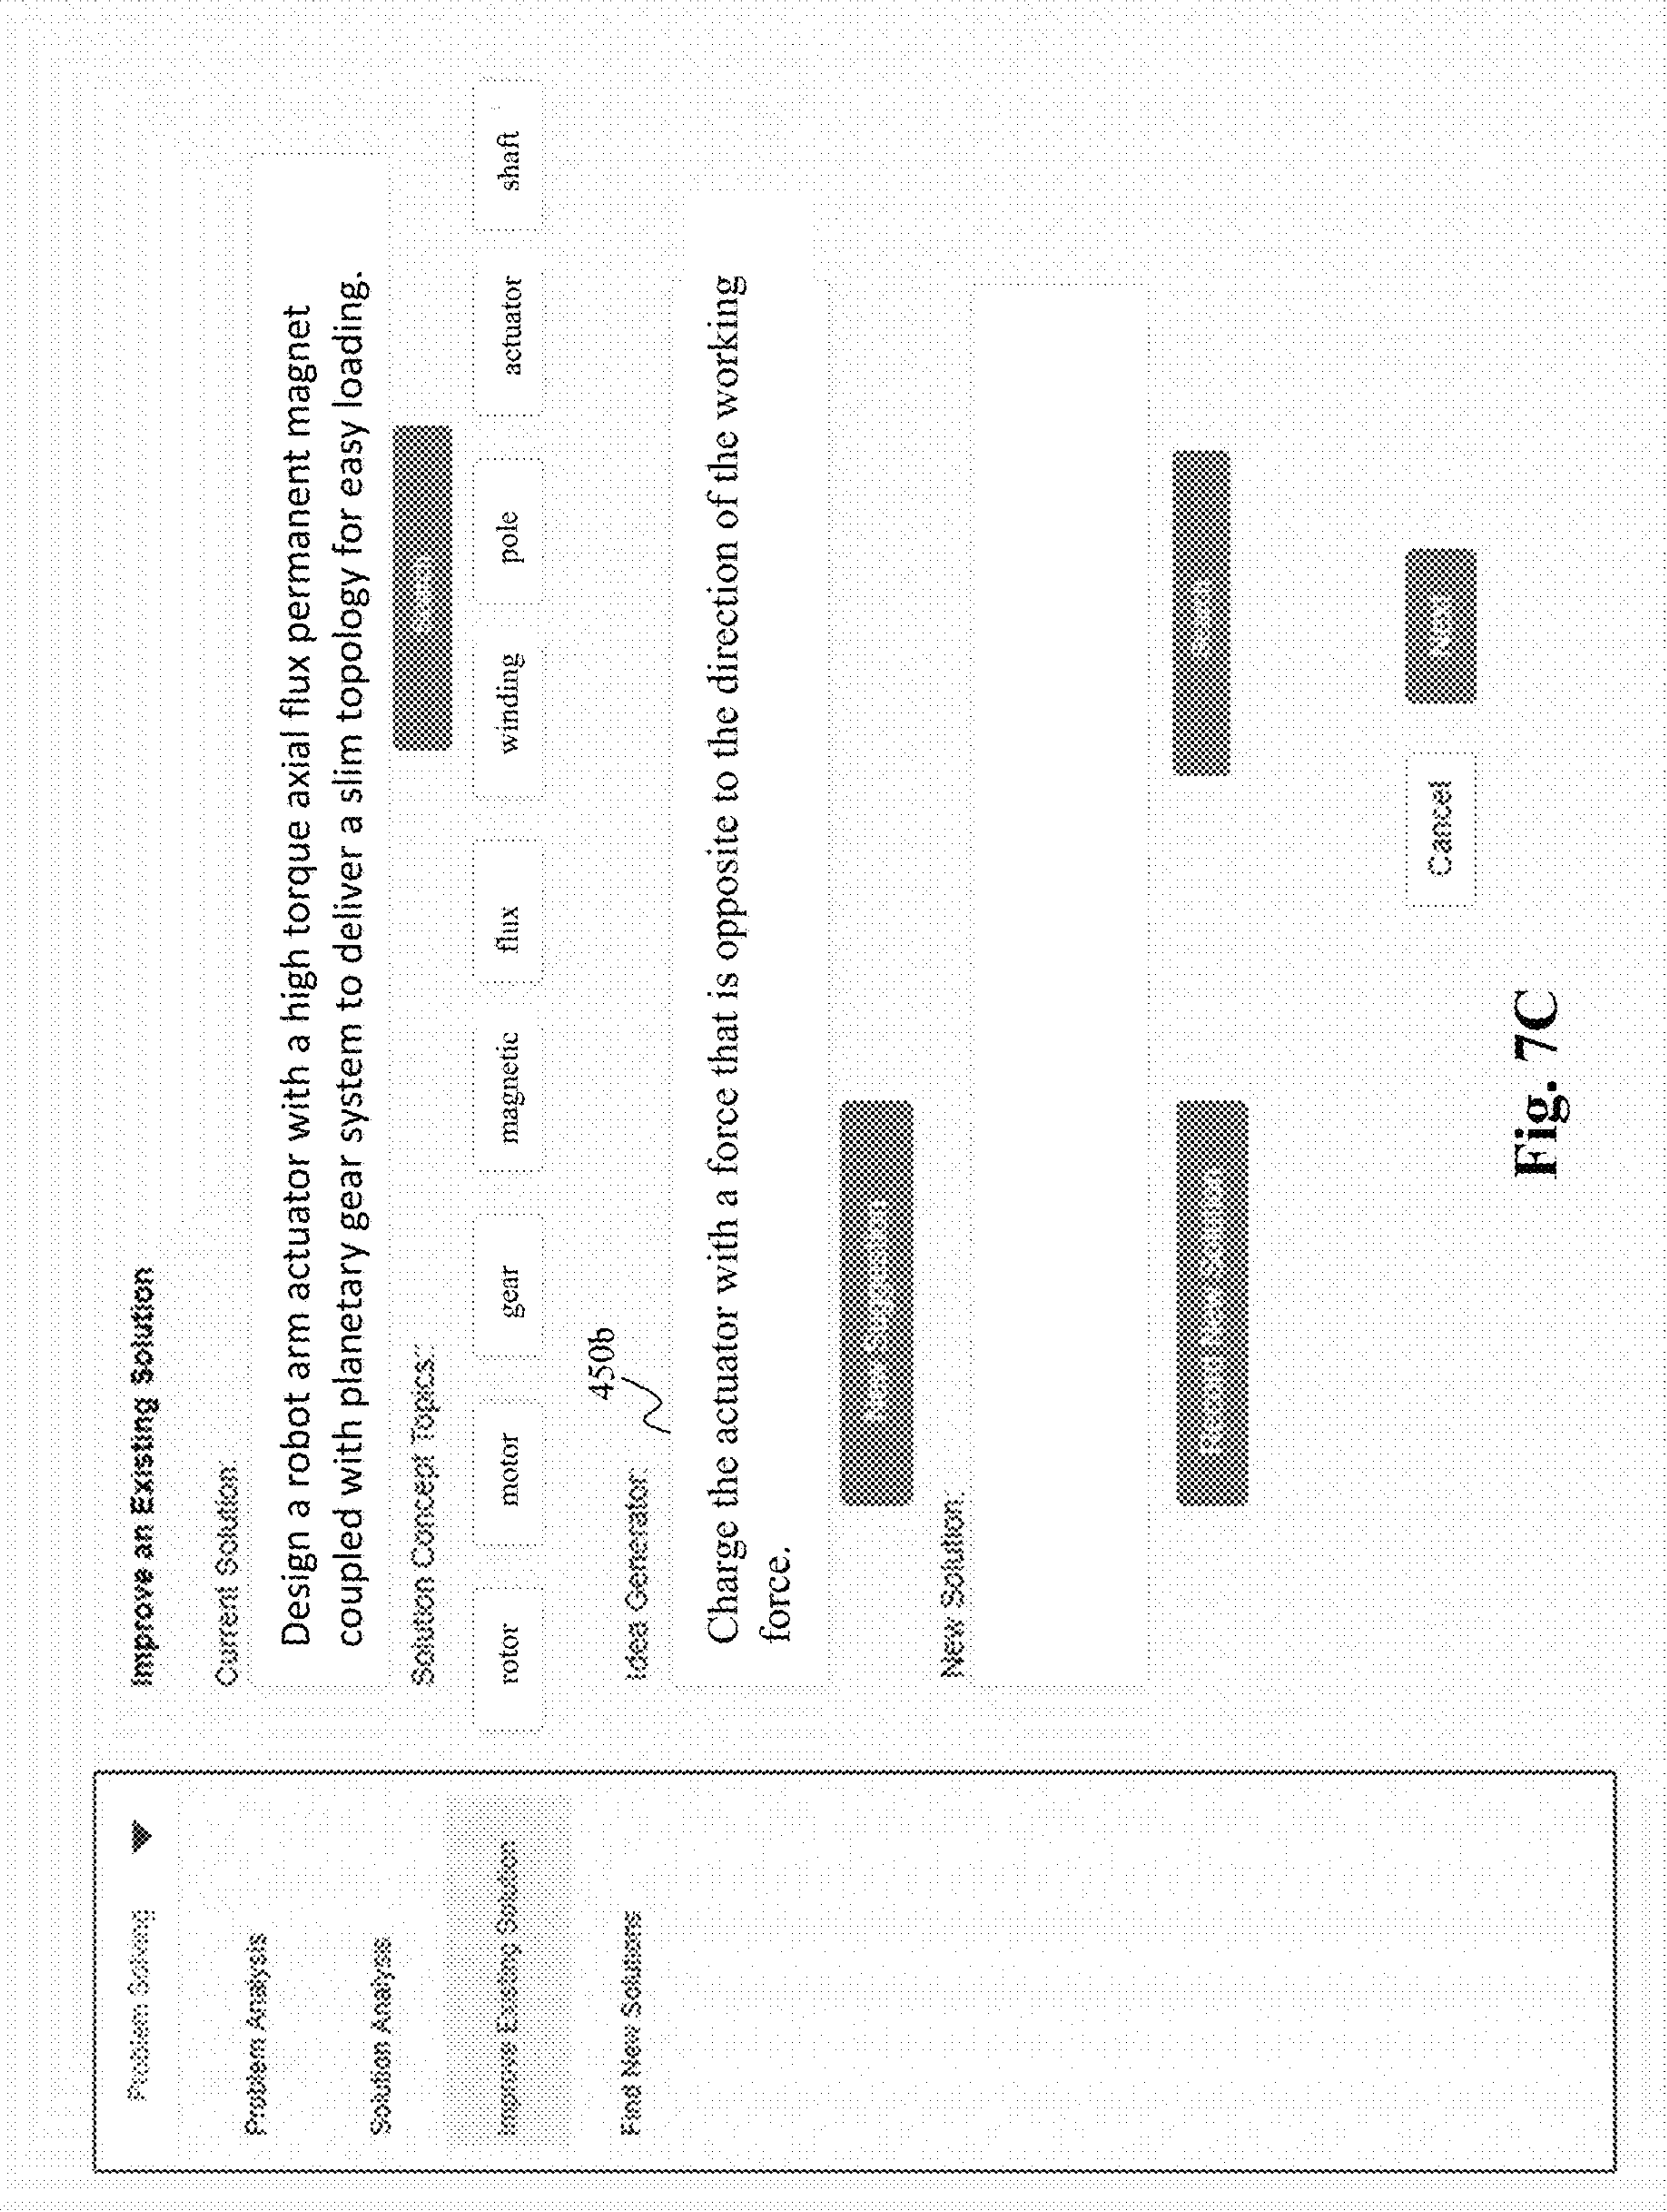 Problem Solving
Problem Analysis
Solution Analysis
Improve Existing Solution
Find New Solutions
Improve an Existing Solution
Current Solution:
Design a robot arm actuator with a high torque axial flux permanent magnet
coupled with planetary gear system to deliver a slim topology for easy loading.
Solution Concept Topics:
rotor motor gear magnetic flux winding pole actuator shaft
Idea Generator:
450b
Charge the actuator with a force that is opposite to the direction of the working
force.
New Solution:
Cancel Next
Fig. 7C